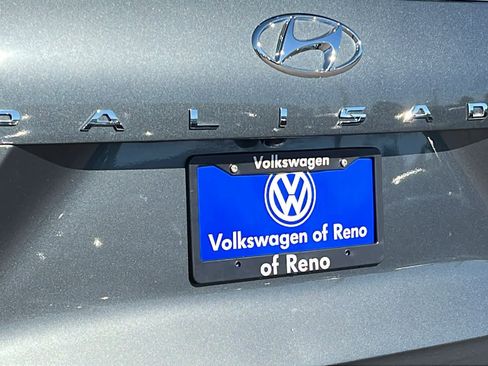 PALISAD
Volkswagen
Volkswagen of Reno
of Reno